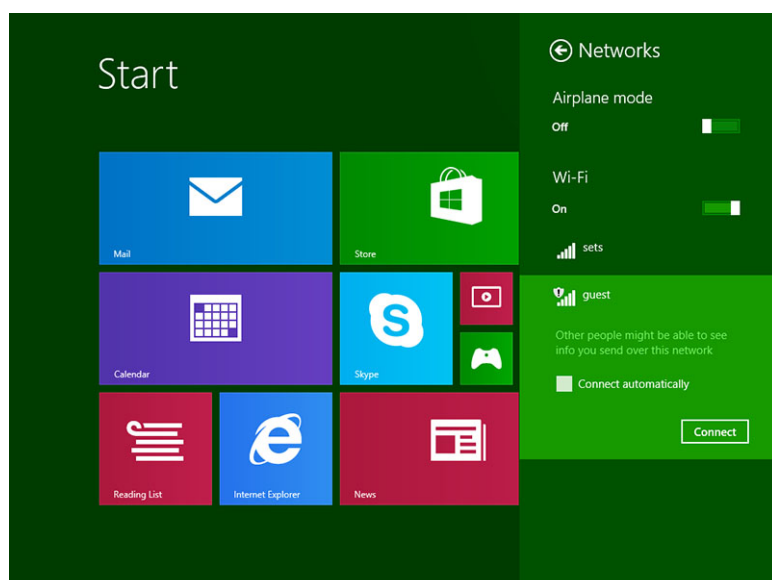 Start
Mail
Store
Calendar
Skype
Reading List
Internet Explorer
News
Networks
Airplane mode
Off
Wi-Fi
On
sets
guest
Other people might be able to see
info you send over this network
Connect automatically
Connect